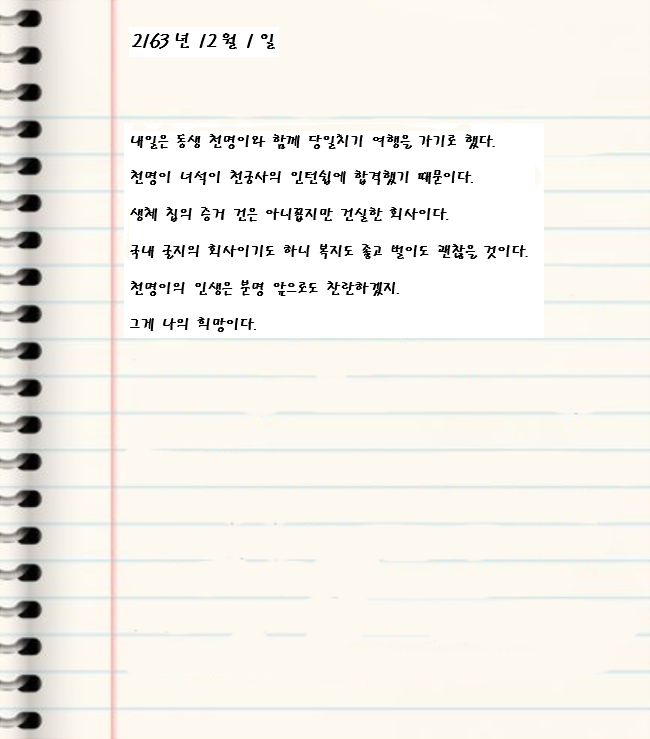 2163년 12월 1일
내일은 동생 천명이와 함께 당일치기 여행을 가기로 했다.
천명이 녀석이 천궁사의 인턴쉽에 합격했기 때문이다.
생체 칩의 증거 건은 아니꼽지만 건실한 회사이다.
국내 굴지의 회사이기도 하니 복지도 좋고 벌이도 괜찮을 것이다.
천명이의 인생은 분명 앞으로도 찬란하겠지.
그게 나의 희망이다.